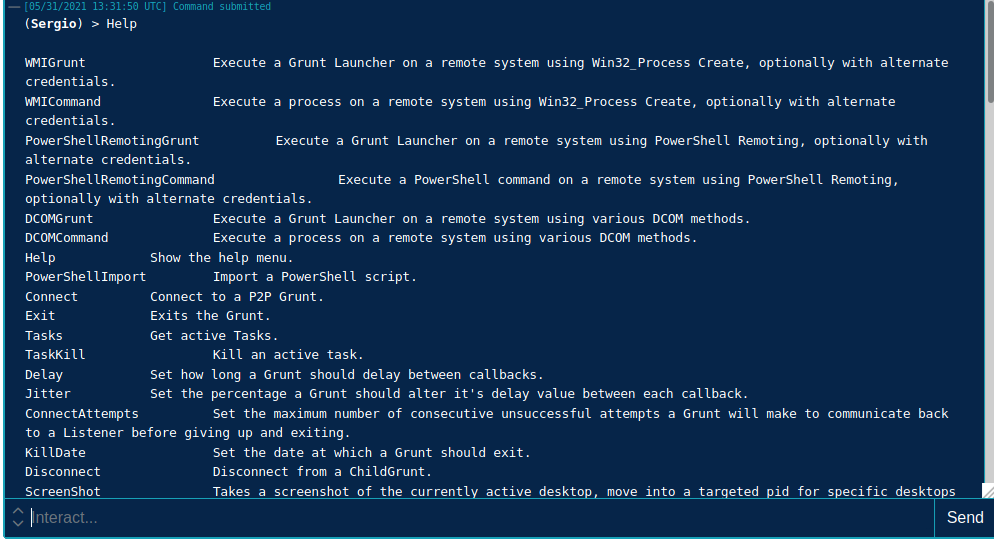 [05/31/2021 13:31:50 UTC] Command submitted
(Sergio) > Help
WMIGrunt Execute a Grunt Launcher on a remote system using Win32_Process Create, optionally with alternate
credentials.
WMICommand Execute a process on a remote system using Win32_Process Create, optionally with alternate
credentials.
PowerShellRemotingGrunt Execute a Grunt Launcher on a remote system using PowerShell Remoting, optionally with
alternate credentials.
PowerShellRemotingCommand Execute a PowerShell command on a remote system using PowerShell Remoting,
optionally with alternate credentials.
DCOMGrunt Execute a Grunt Launcher on a remote system using various DCOM methods.
DCOMCommand Execute a process on a remote system using various DCOM methods.
Help Show the help menu.
PowerShellImport Import a PowerShell script.
Connect Connect to a P2P Grunt.
Exit Exits the Grunt.
Tasks Get active Tasks.
TaskKill Kill an active task.
Delay Set how long a Grunt should delay between callbacks.
Jitter Set the percentage a Grunt should alter it's delay value between each callback.
ConnectAttempts Set the maximum number of consecutive unsuccessful attempts a Grunt will make to communicate back
to a Listener before giving up and exiting.
KillDate Set the date at which a Grunt should exit.
Disconnect Disconnect from a ChildGrunt.
ScreenShot Takes a screenshot of the currently active desktop, move into a targeted pid for specific desktops
Interact... Send